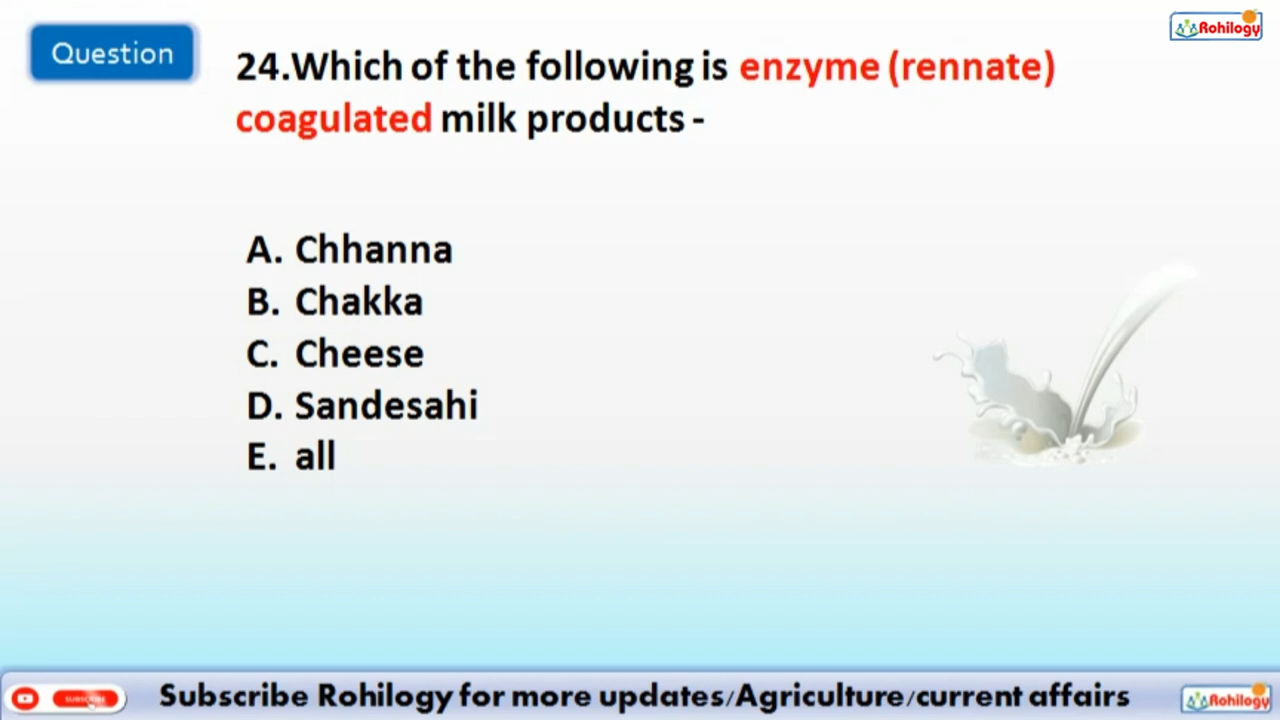 Question
Rohilogy
24.Which of the following is enzyme (rennate)
coagulated milk products -
A. Chhanna
B. Chakka
C. Cheese
D. Sandesahi
E. all
SUBSCRIBE
Subscribe Rohilogy for more updates/Agriculture/current affairs
Rohilogy